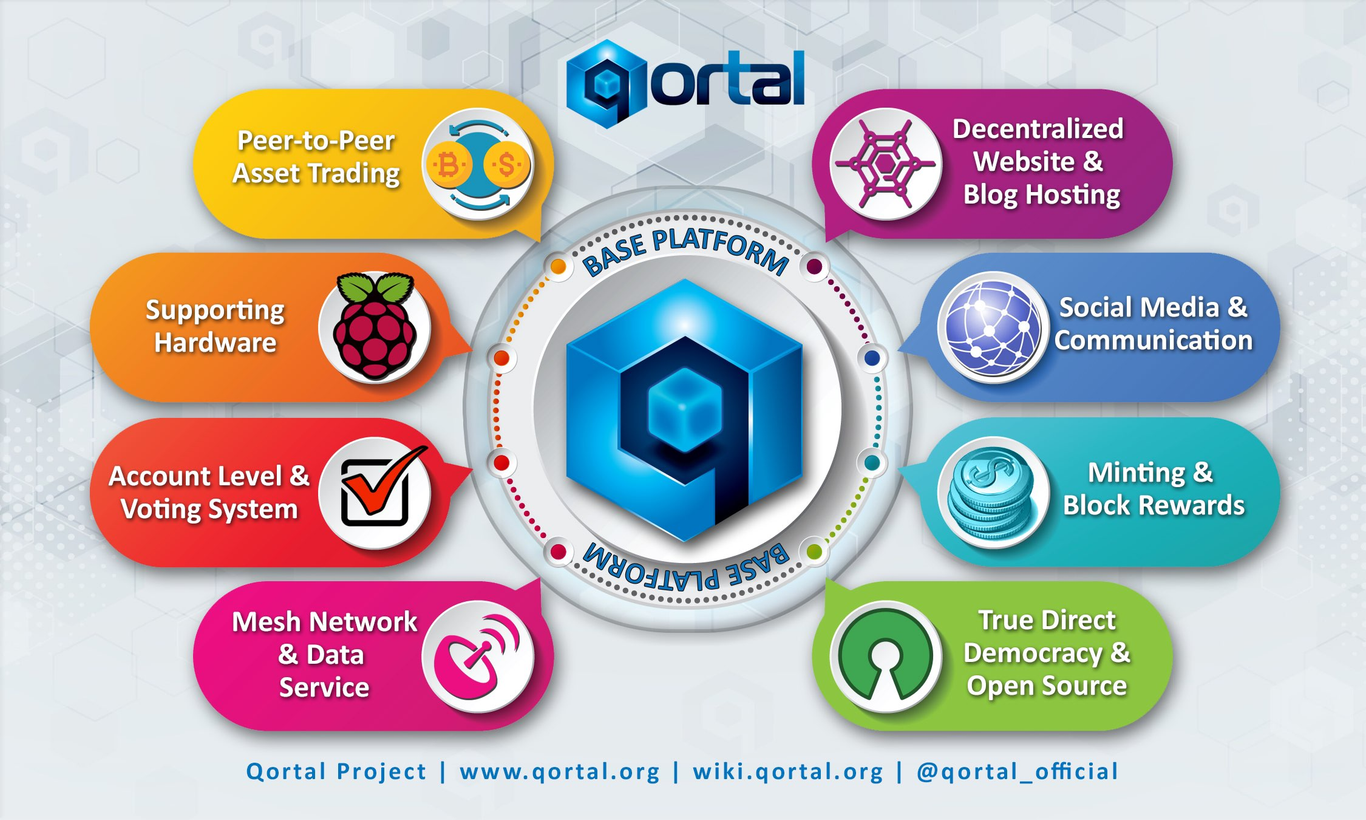 qortal
Peer-to-Peer
Asset Trading
Decentralized
Website &
Blog Hosting
BASE PLATFORM
Supporting
Hardware
Social Media &
Communication
Account Level &
Voting System
Minting &
Block Rewards
BASE PLATFORM
Mesh Network
& Data
Service
True Direct
Democracy &
Open Source
Qortal Project | www.qortal.org | wiki.qortal.org | @qortal_official